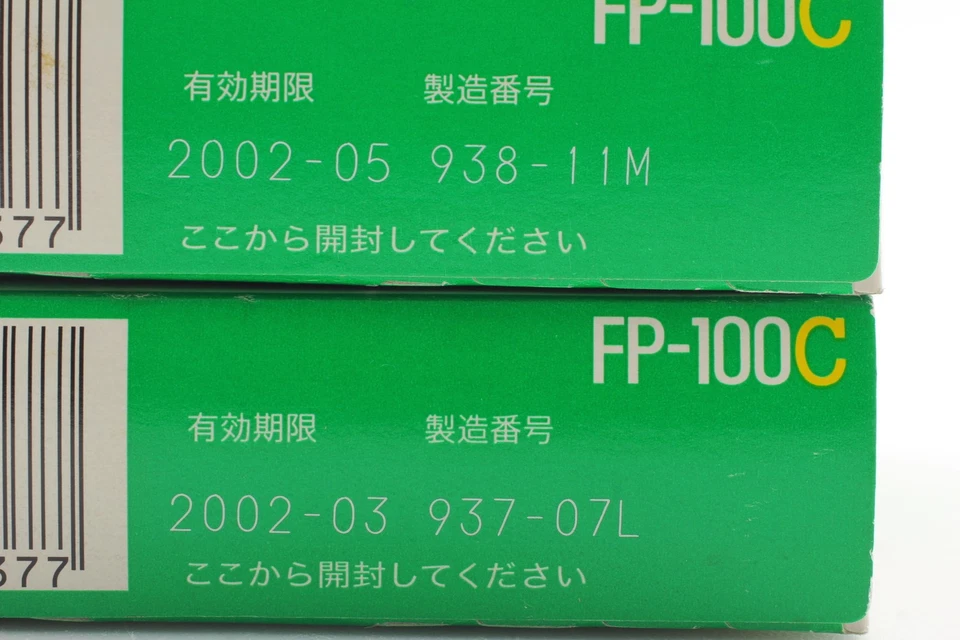 FP-100C
有効期限 製造番号
2002-05 938-11M
377
ここから開封してください
FP-100C
有効期限 製造番号
2002-03 937-07L
377
ここから開封してください